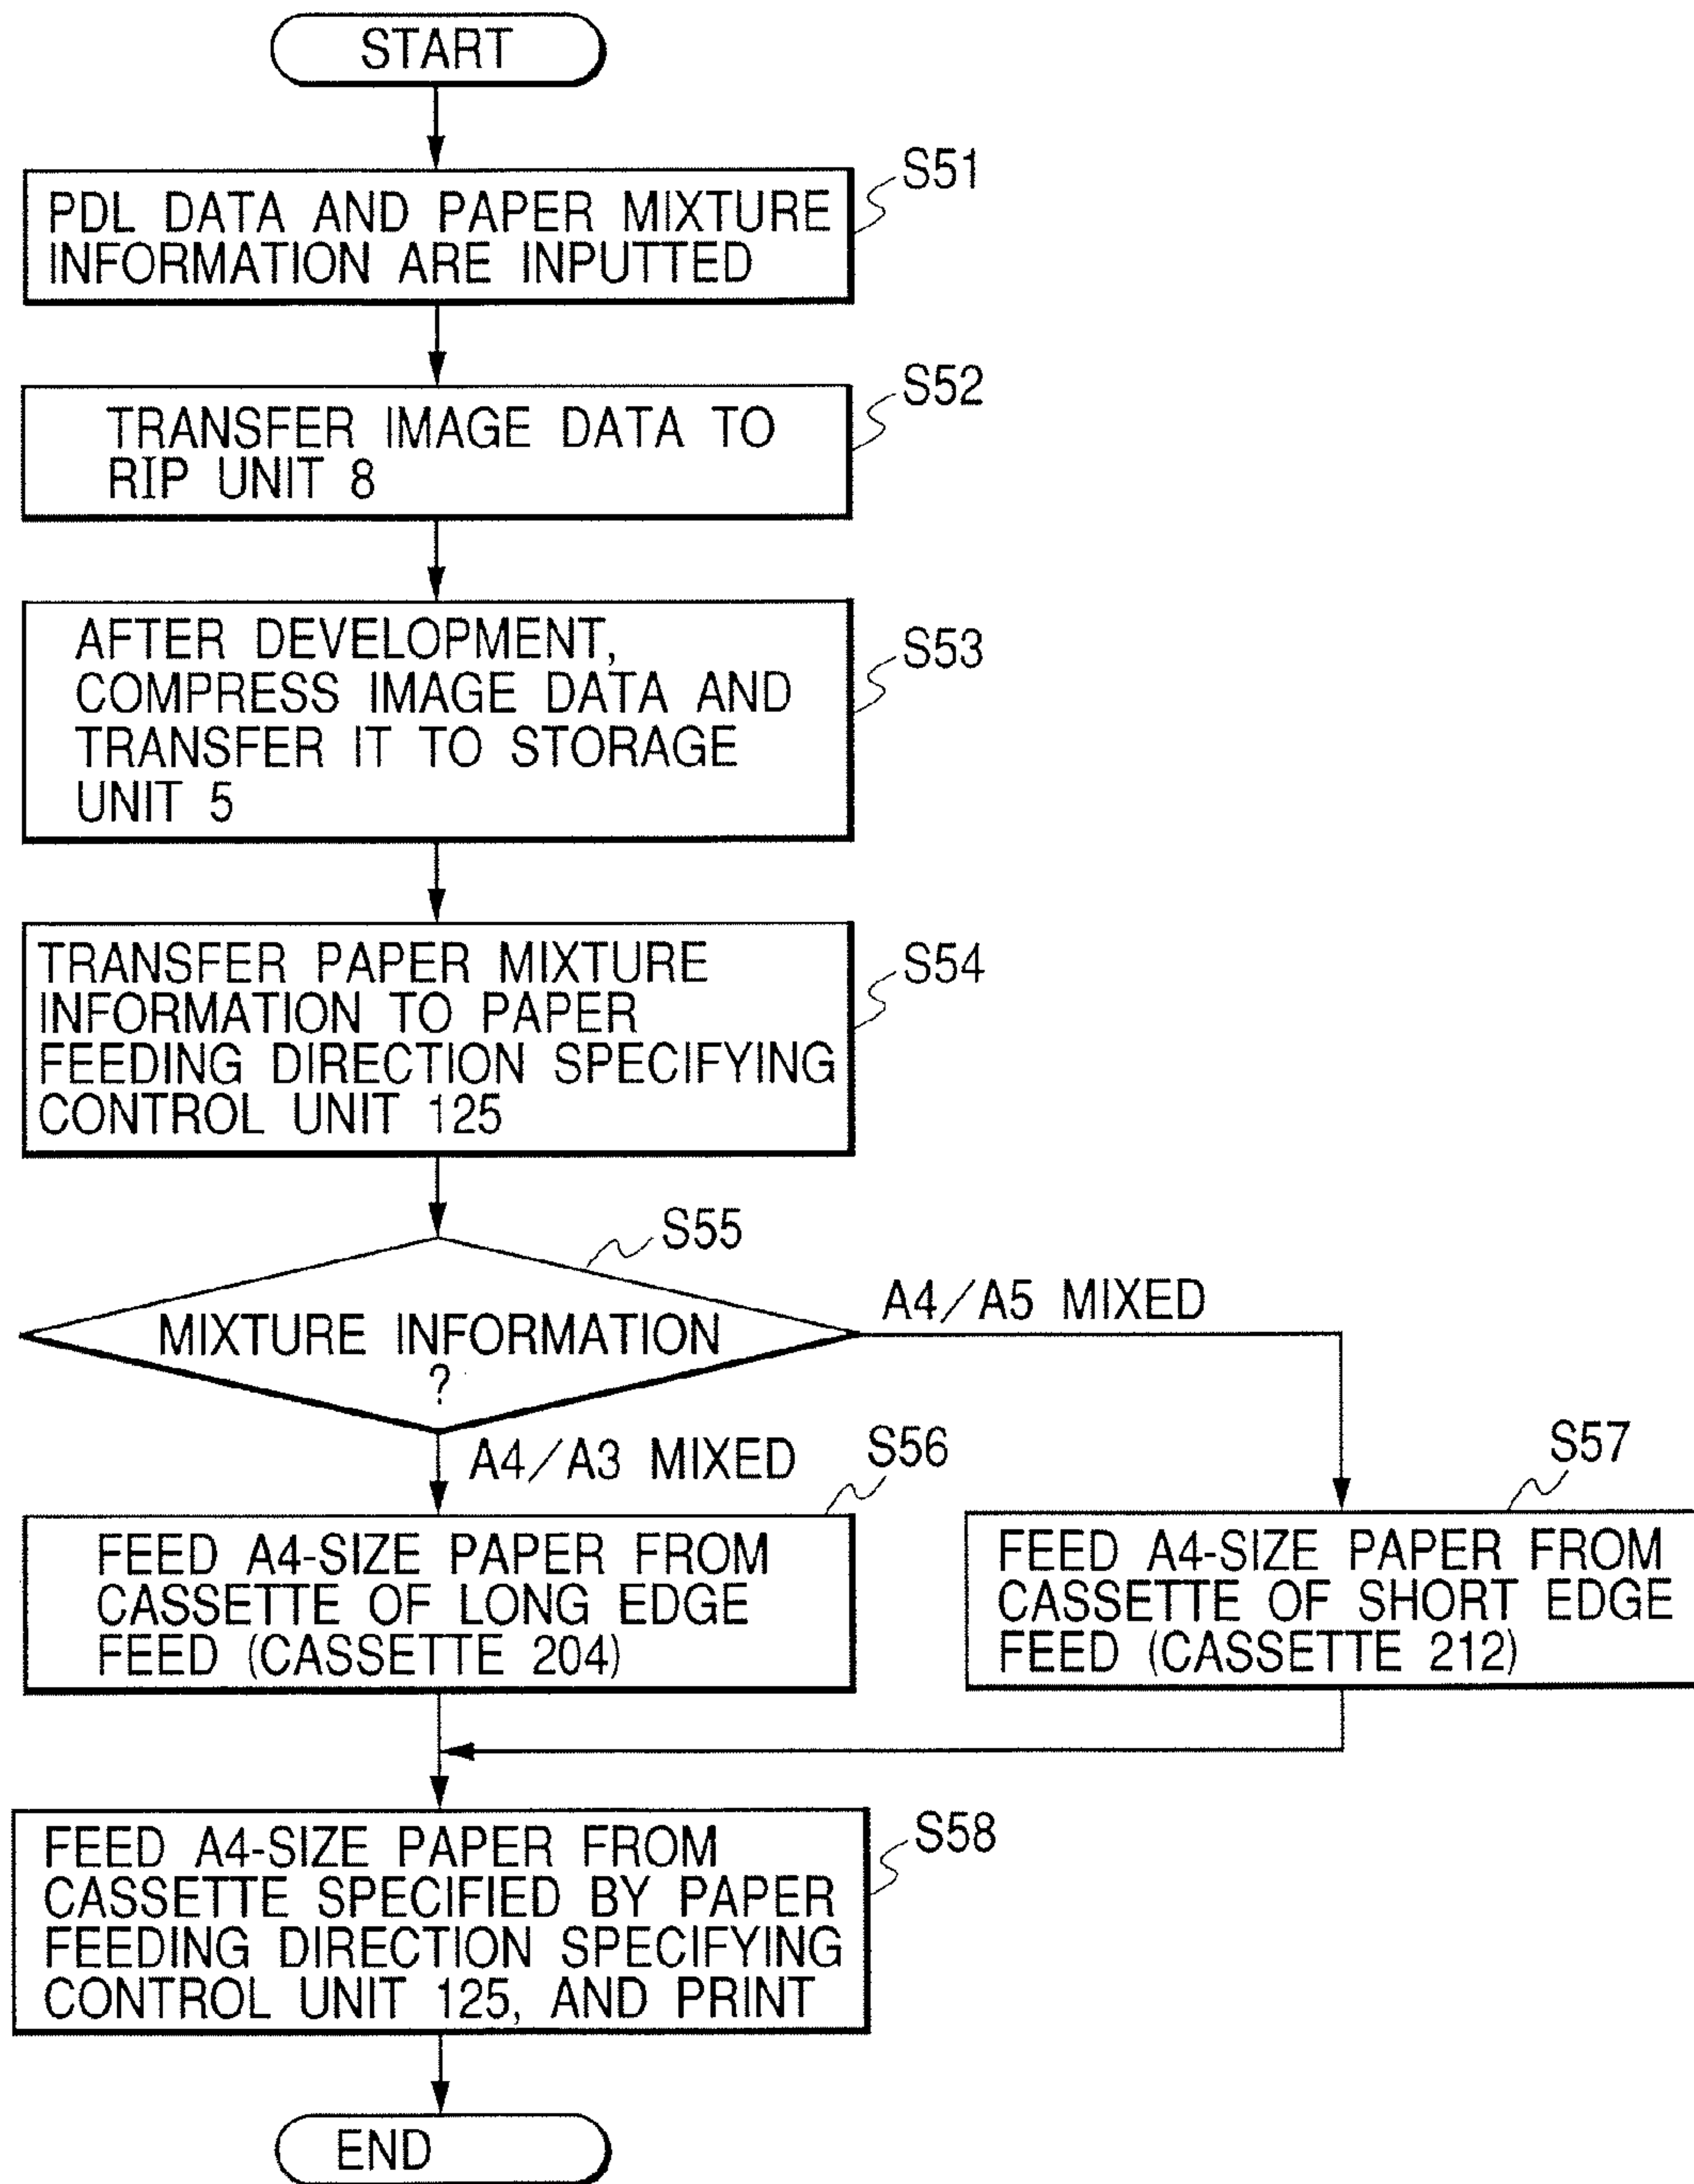 START
S51
PDL DATA AND PAPER MIXTURE
INFORMATION ARE INPUTTED
S52
TRANSFER IMAGE DATA TO
RIP UNIT 8
S53
AFTER DEVELOPMENT,
COMPRESS IMAGE DATA AND
TRANSFER IT TO STORAGE
UNIT 5
S54
TRANSFER PAPER MIXTURE
INFORMATION TO PAPER
FEEDING DIRECTION SPECIFYING
CONTROL UNIT 125
S55
MIXTURE INFORMATION
?
A4/A5 MIXED
A4/A3 MIXED
S56
FEED A4-SIZE PAPER FROM
CASSETTE OF LONG EDGE
FEED (CASSETTE 204)
S57
FEED A4-SIZE PAPER FROM
CASSETTE OF SHORT EDGE
FEED (CASSETTE 212)
S58
FEED A4-SIZE PAPER FROM
CASSETTE SPECIFIED BY PAPER
FEEDING DIRECTION SPECIFYING
CONTROL UNIT 125, AND PRINT
END